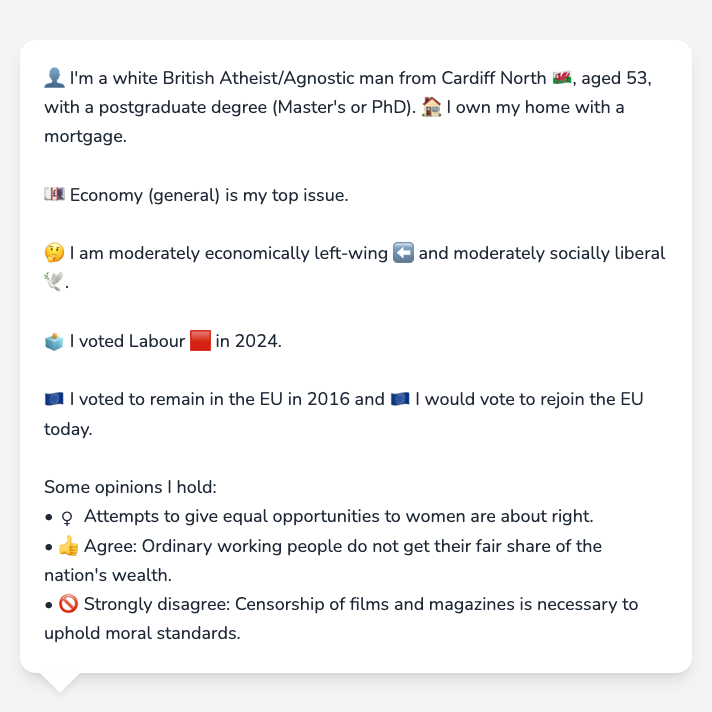 👤 I'm a white British Atheist/Agnostic man from Cardiff North 🏴󠁧󠁢󠁷󠁬󠁳󠁿, aged 53,
with a postgraduate degree (Master's or PhD). 🏠 I own my home with a
mortgage.
💷 Economy (general) is my top issue.
🤔 I am moderately economically left-wing ⬅️ and moderately socially liberal
🕊️.
🗳️ I voted Labour 🟥 in 2024.
🇪🇺 I voted to remain in the EU in 2016 and 🇪🇺 I would vote to rejoin the EU
today.
Some opinions I hold:
• ♀ Attempts to give equal opportunities to women are about right.
• 👍 Agree: Ordinary working people do not get their fair share of the
nation's wealth.
• 🚫 Strongly disagree: Censorship of films and magazines is necessary to
uphold moral standards.